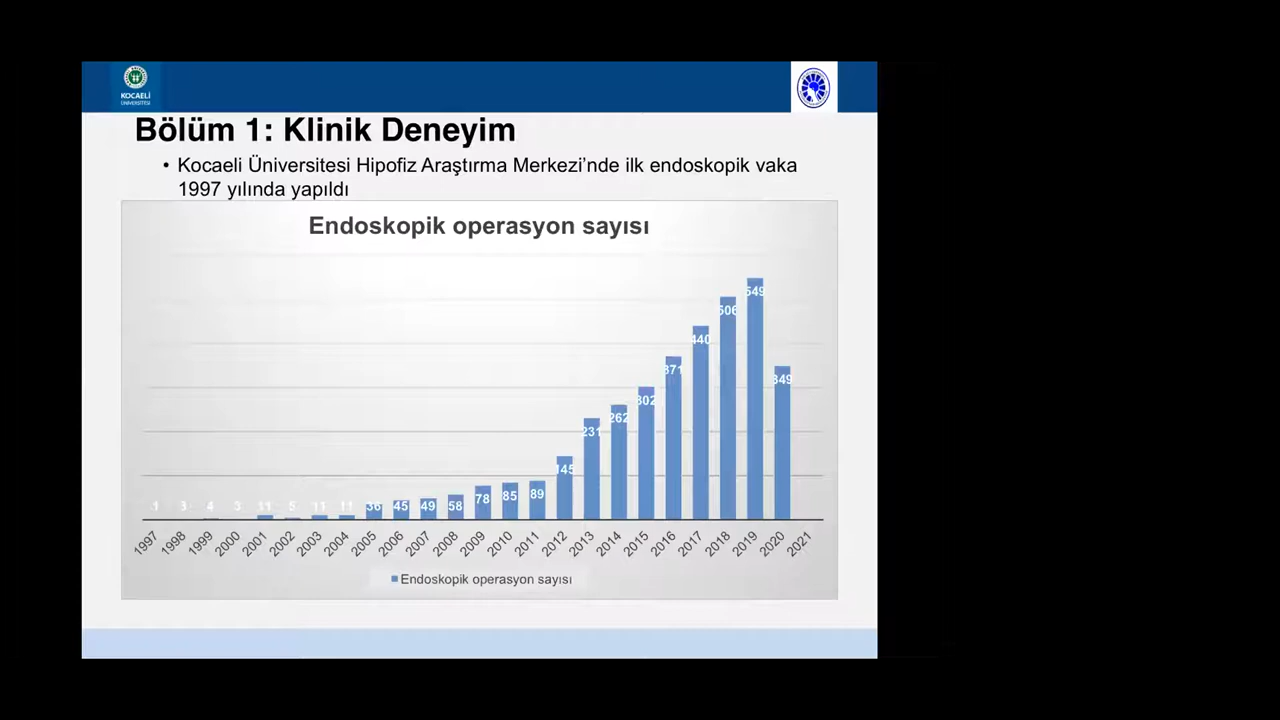 KOCAELİ
ÜNİVERSİTESİ
Bölüm 1: Klinik Deneyim
• Kocaeli Üniversitesi Hipofiz Araştırma Merkezi’nde ilk endoskopik vaka
1997 yılında yapıldı
Endoskopik operasyon sayısı
1 3 4 3 11 5 11 11 36 45 49 58 78 85 89 145 231 262 302 371 440 506 549 349
1997 1998 1999 2000 2001 2002 2003 2004 2005 2006 2007 2008 2009 2010 2011 2012 2013 2014 2015 2016 2017 2018 2019 2020 2021
Endoskopik operasyon sayısı